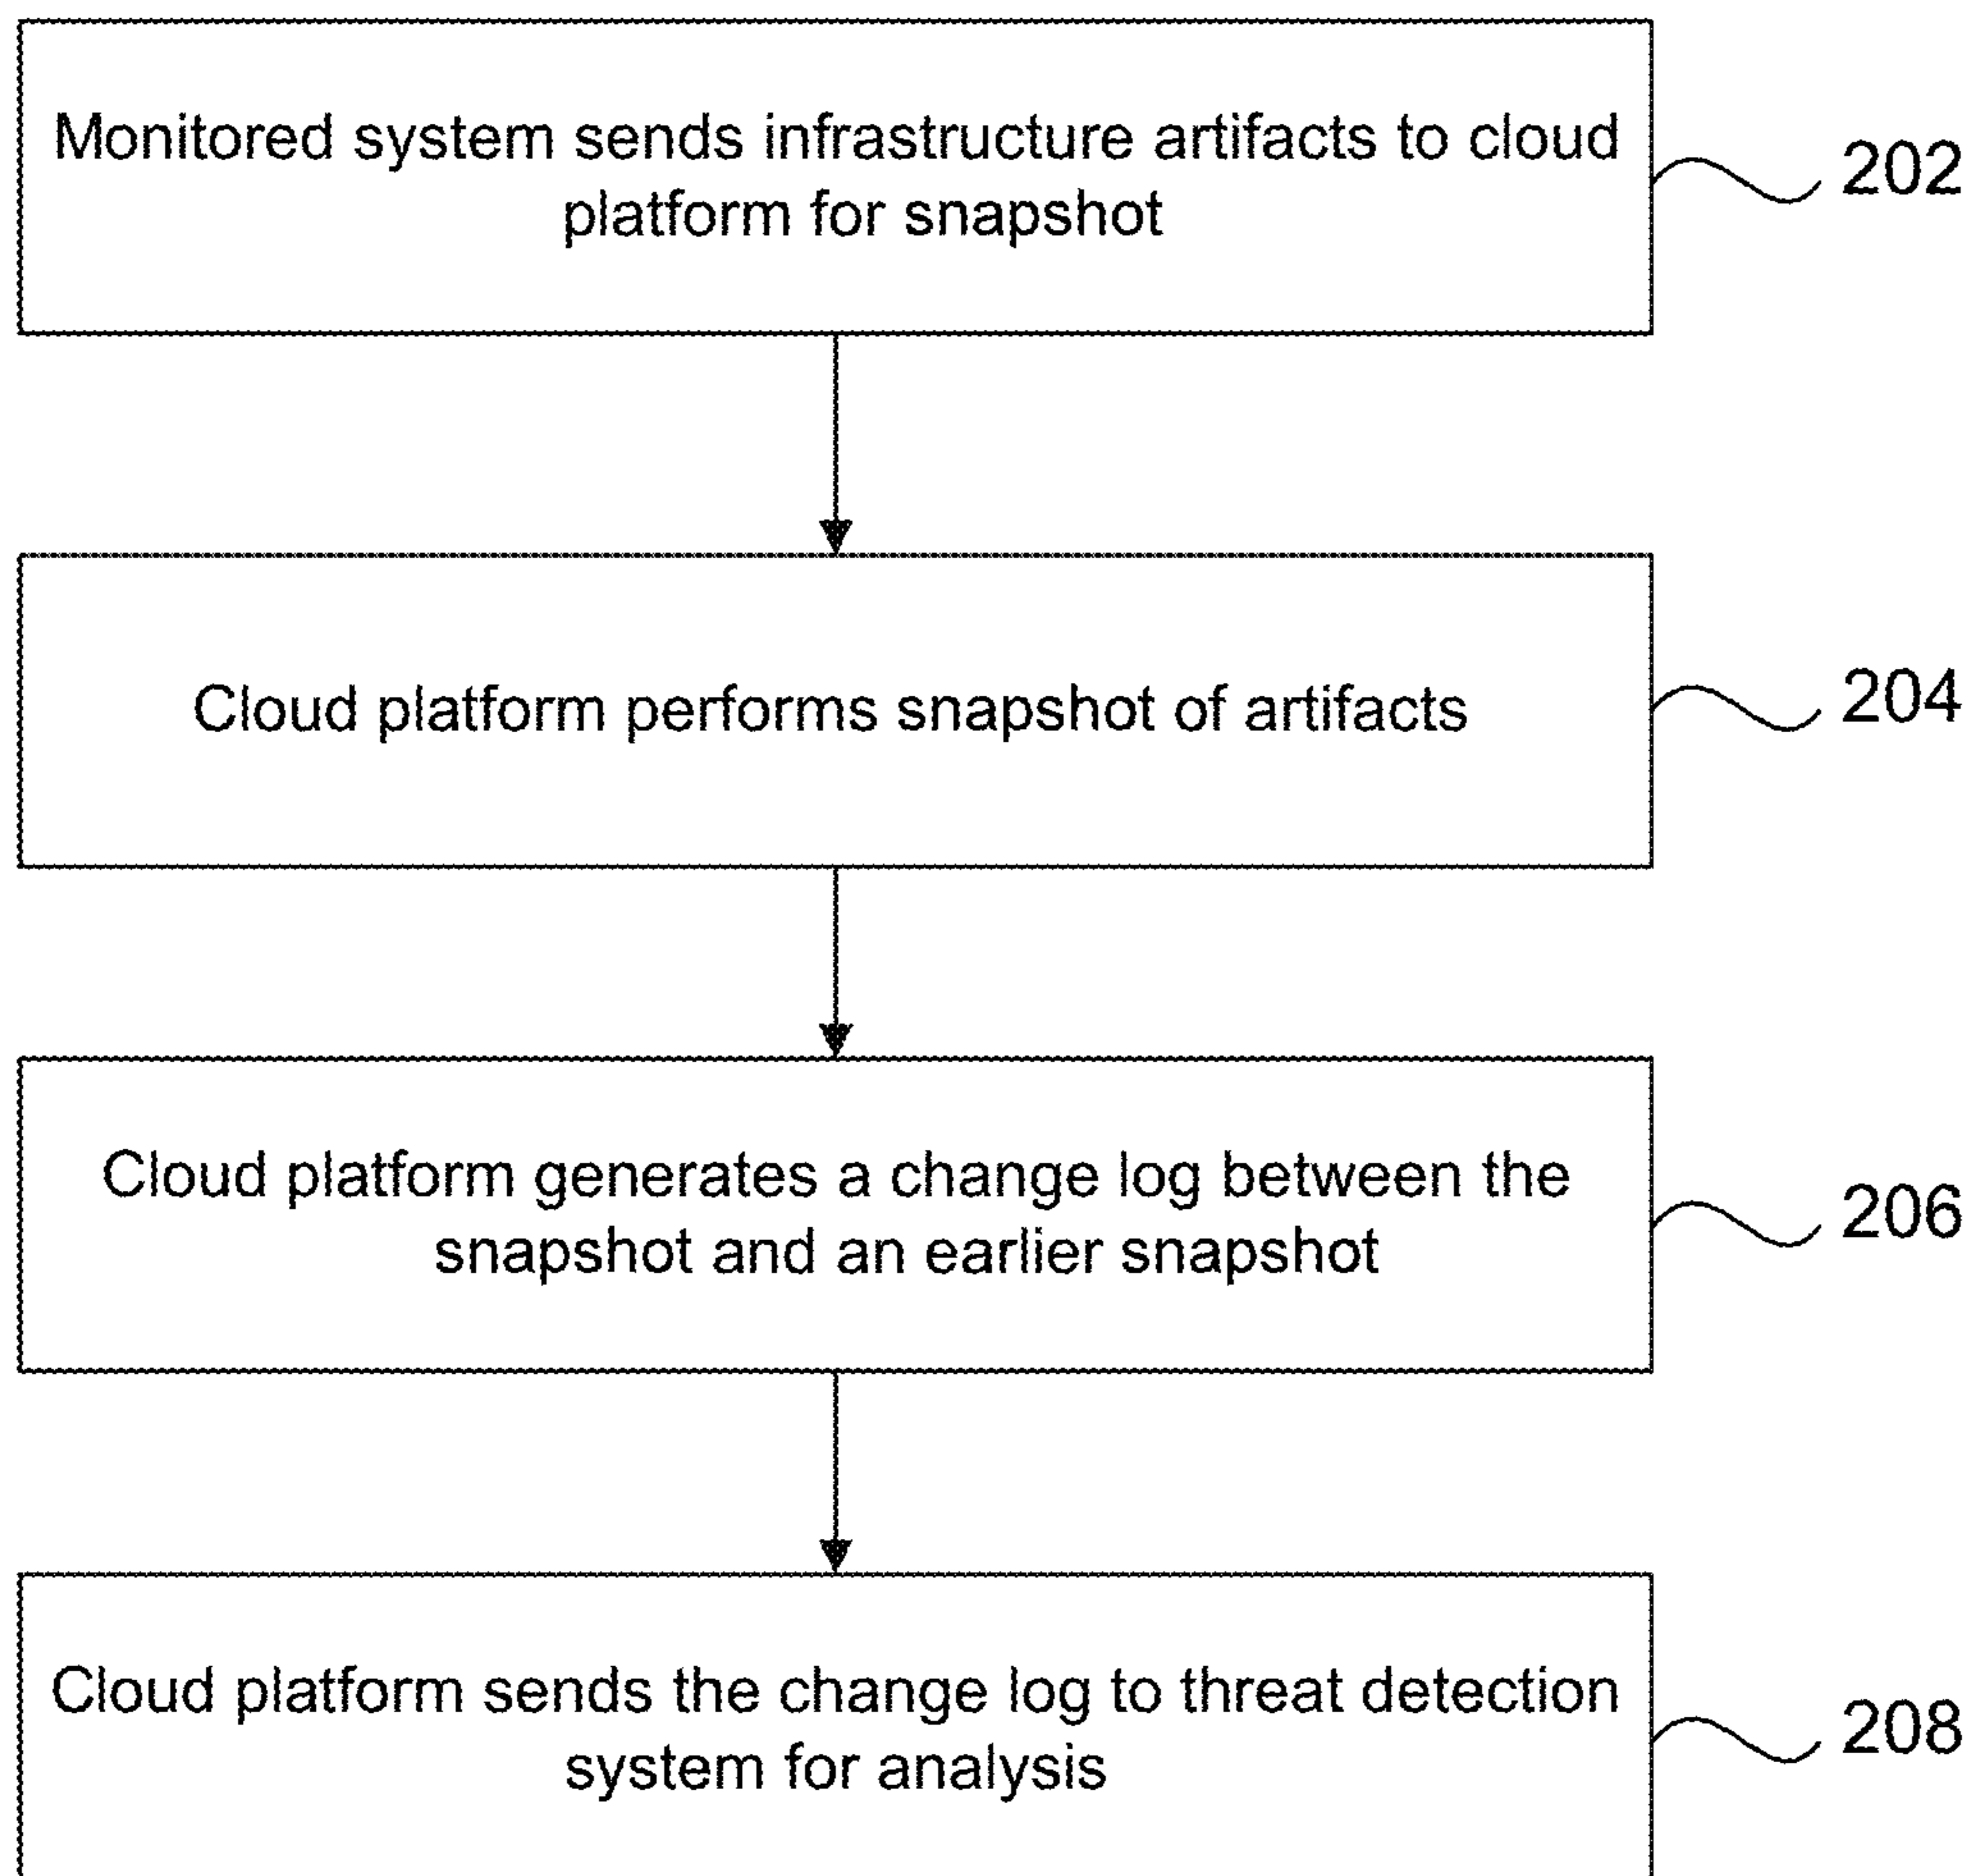 Monitored system sends infrastructure artifacts to cloud
platform for snapshot
202
Cloud platform performs snapshot of artifacts
204
Cloud platform generates a change log between the
snapshot and an earlier snapshot
206
Cloud platform sends the change log to threat detection
system for analysis
208